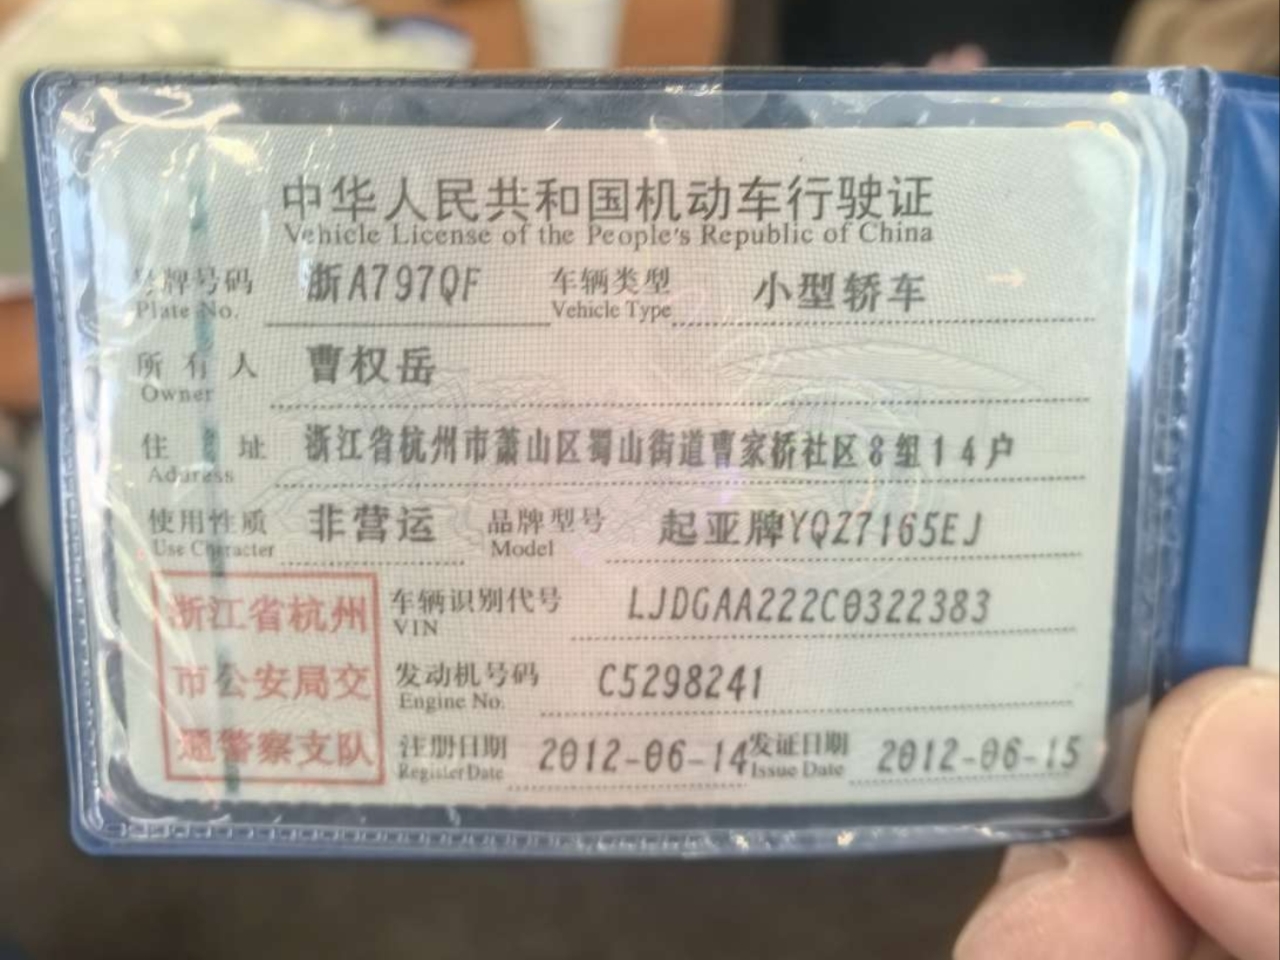 中华人民共和国机动车行驶证
Vehicle License of the People's Republic of China
号牌号码 浙A797QF 车辆类型 小型轿车
Plate No. Vehicle Type
所有人 曹权岳
Owner
住址 浙江省杭州市萧山区蜀山街道曹家桥社区8组14户
Address
使用性质 非营运 品牌型号 起亚牌YQZ7165EJ
Use Character Model
浙江省杭州
市公安局交
通警察支队
车辆识别代号 LJDGAA222C0322383
VIN
发动机号码 C5298241
Engine No.
注册日期 2012-06-14 发证日期 2012-06-15
Register Date Issue Date